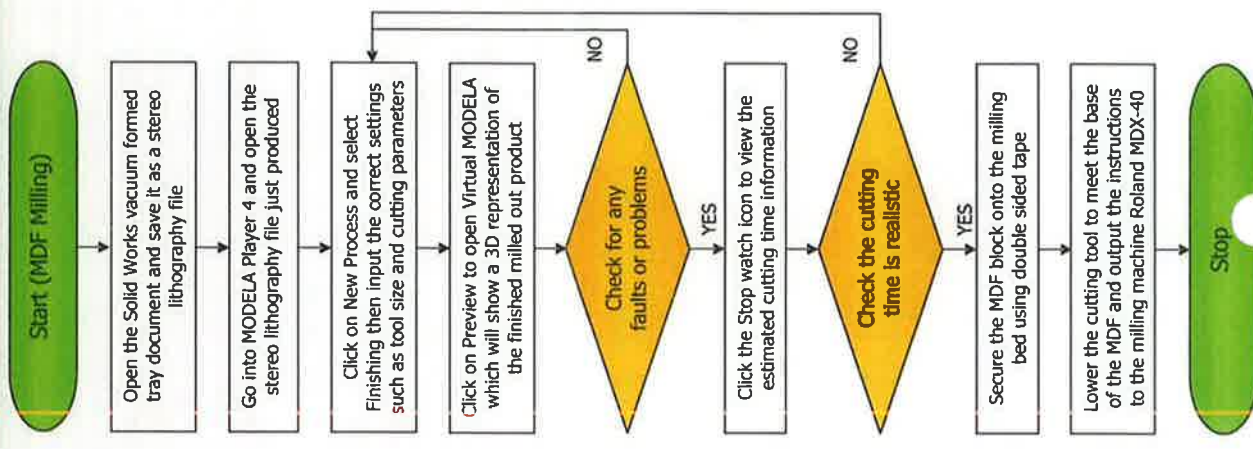 Start (MDF Milling)
Open the Solid Works vacuum formed
tray document and save it as a stereo
lithography file
Go into MODELA Player 4 and open the
stereo lithography file just produced
Click on New Process and select
Finishing then input the correct settings
such as tool size and cutting parameters
Click on Preview to open Virtual MODELA
which will show a 3D representation of
the finished milled out product
Check for any
faults or problems
NO
YES
Click the Stop watch icon to view the
estimated cutting time information
Check the cutting
time is realistic
NO
YES
Secure the MDF block onto the milling
bed using double sided tape
Lower the cutting tool to meet the base
of the MDF and output the instructions
to the milling machine Roland MDX-40
Stop